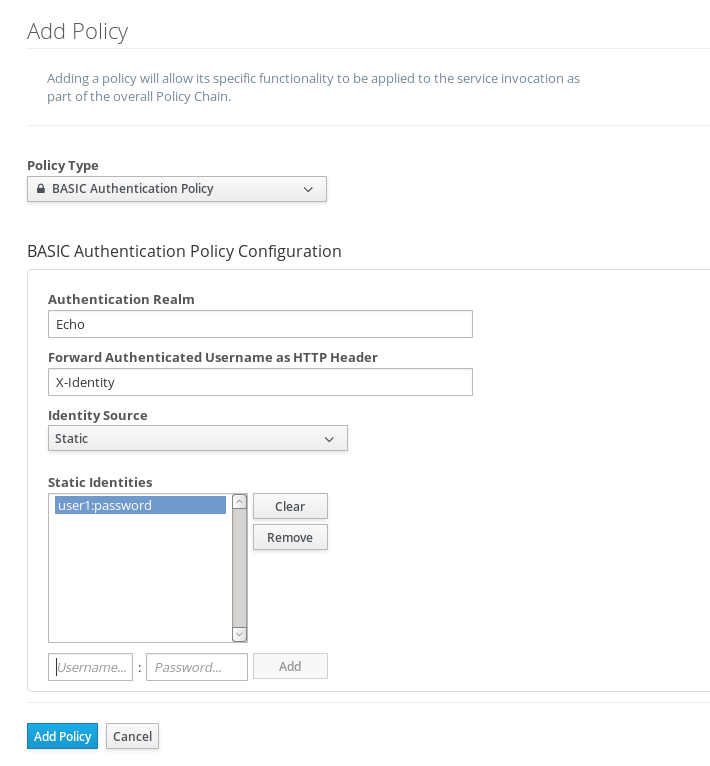 Add Policy
Adding a policy will allow its specific functionality to be applied to the service invocation as
part of the overall Policy Chain.
Policy Type
BASIC Authentication Policy
BASIC Authentication Policy Configuration
Authentication Realm
Echo
Forward Authenticated Username as HTTP Header
X-Identity
Identity Source
Static
Static Identities
user1:password
Clear
Remove
Username... : Password... Add
Add Policy Cancel